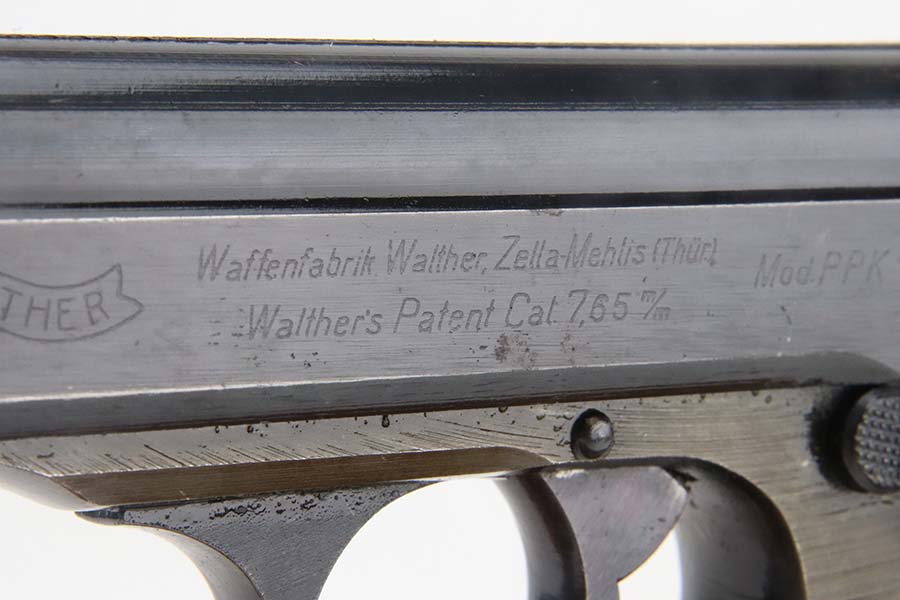 THER
Waffenfabrik Walther, Zella-Mehlis (Thür)
Walther's Patent Cal. 7,65 m/m
Mod. PPK